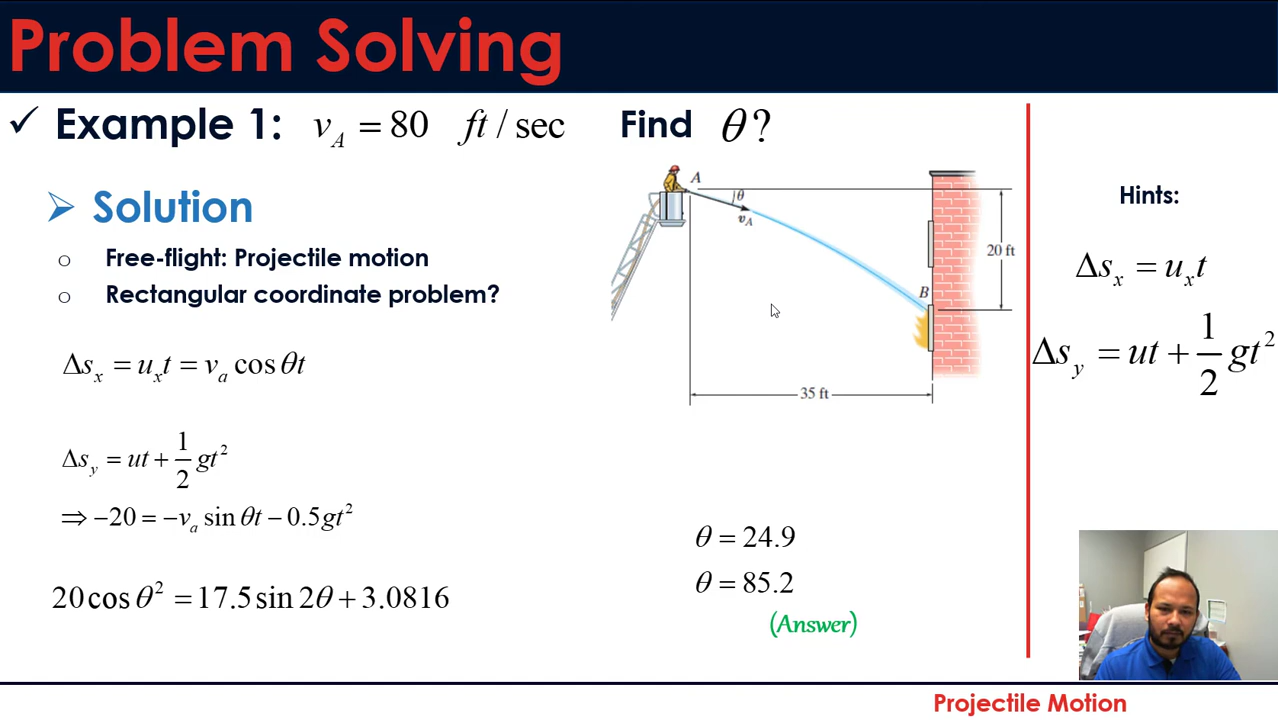 Problem Solving
✓ Example 1: v_A = 80 ft / sec Find θ?
➢ Solution
○ Free-flight: Projectile motion
○ Rectangular coordinate problem?
Δs_x = u_x t = v_a cos θt
Δs_y = ut + 1/2 gt²
⇒ −20 = −v_a sin θt − 0.5gt²
20 cos θ² = 17.5 sin 2θ + 3.0816
A
θ
v_A
20 ft
B
35 ft
θ = 24.9
θ = 85.2
(Answer)
Hints:
Δs_x = u_x t
Δs_y = ut + 1/2 gt²
Projectile Motion